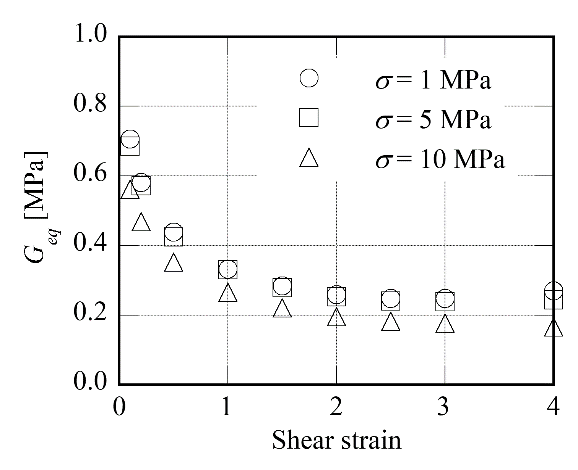 1.0
0.8
0.6
0.4
0.2
0.0
G_eq [MPa]
σ = 1 MPa
σ = 5 MPa
σ = 10 MPa
0 1 2 3 4
Shear strain